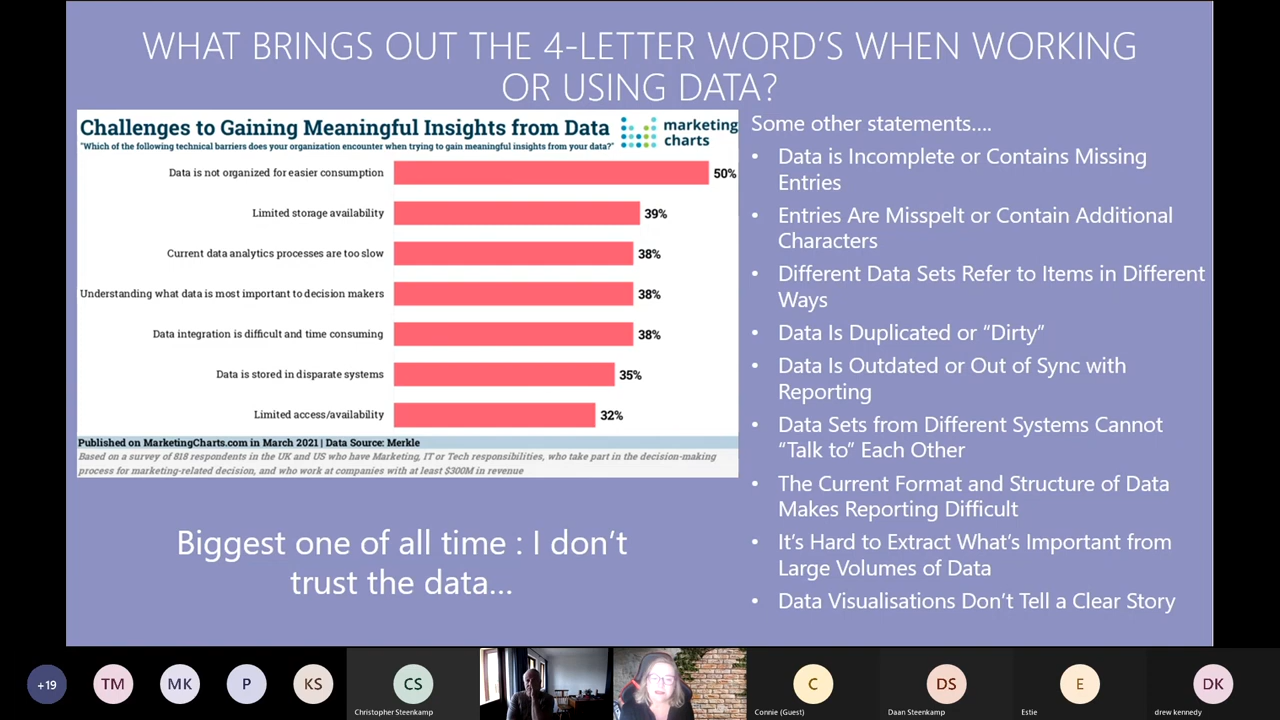 WHAT BRINGS OUT THE 4-LETTER WORD'S WHEN WORKING
OR USING DATA?
Challenges to Gaining Meaningful Insights from Data
marketing
charts
"Which of the following technical barriers does your organization encounter when trying to gain meaningful insights from your data?"
Data is not organized for easier consumption 50%
Limited storage availability 39%
Current data analytics processes are too slow 38%
Understanding what data is most important to decision makers 38%
Data integration is difficult and time consuming 38%
Data is stored in disparate systems 35%
Limited access/availability 32%
Published on MarketingCharts.com in March 2021 | Data Source: Merkle
Based on a survey of 818 respondents in the UK and US who have Marketing, IT or Tech responsibilities, who take part in the decision-making
process for marketing-related decision, and who work at companies with at least $300M in revenue
Biggest one of all time : I don't
trust the data...
Some other statements....
• Data is Incomplete or Contains Missing
Entries
• Entries Are Misspelt or Contain Additional
Characters
• Different Data Sets Refer to Items in Different
Ways
• Data Is Duplicated or "Dirty"
• Data Is Outdated or Out of Sync with
Reporting
• Data Sets from Different Systems Cannot
"Talk to" Each Other
• The Current Format and Structure of Data
Makes Reporting Difficult
• It's Hard to Extract What's Important from
Large Volumes of Data
• Data Visualisations Don't Tell a Clear Story
+19
TM
MK
P
KS
CS
Christopher Steenkamp
C
Connie (Guest)
DS
Daan Steenkamp
E
Estie
DK
drew kennedy